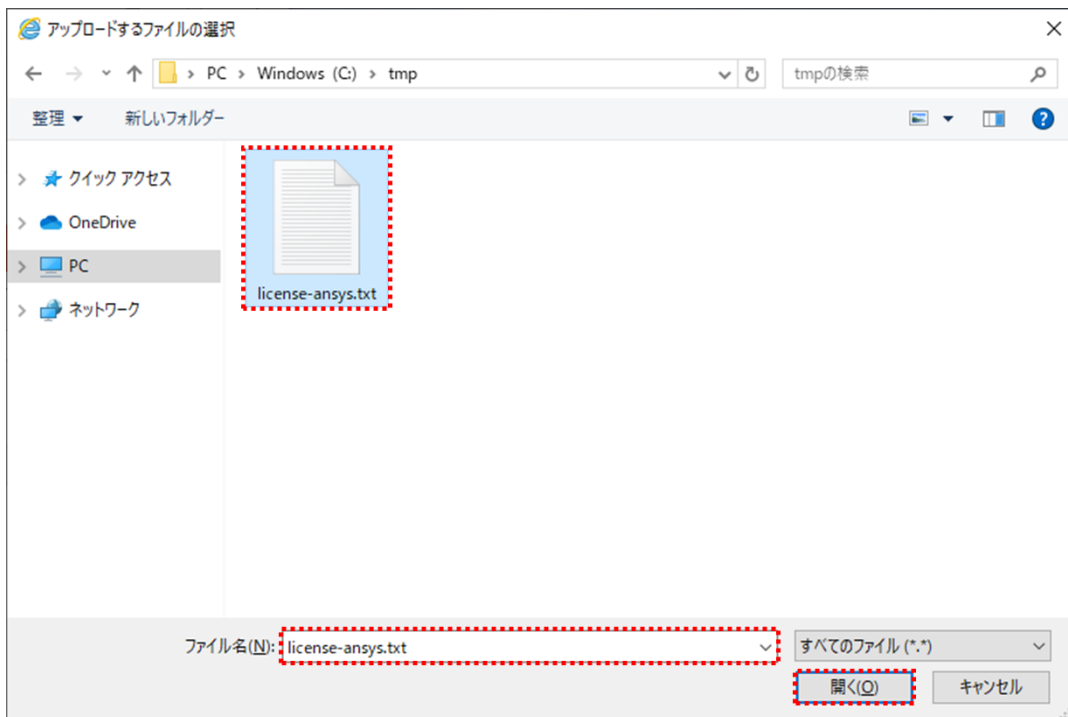 アップロードするファイルの選択
PC > Windows (C:) > tmp
tmpの検索
整理
新しいフォルダー
クイック アクセス
OneDrive
PC
ネットワーク
license-ansys.txt
ファイル名(N): license-ansys.txt
すべてのファイル (*.*)
開く(O)
キャンセル